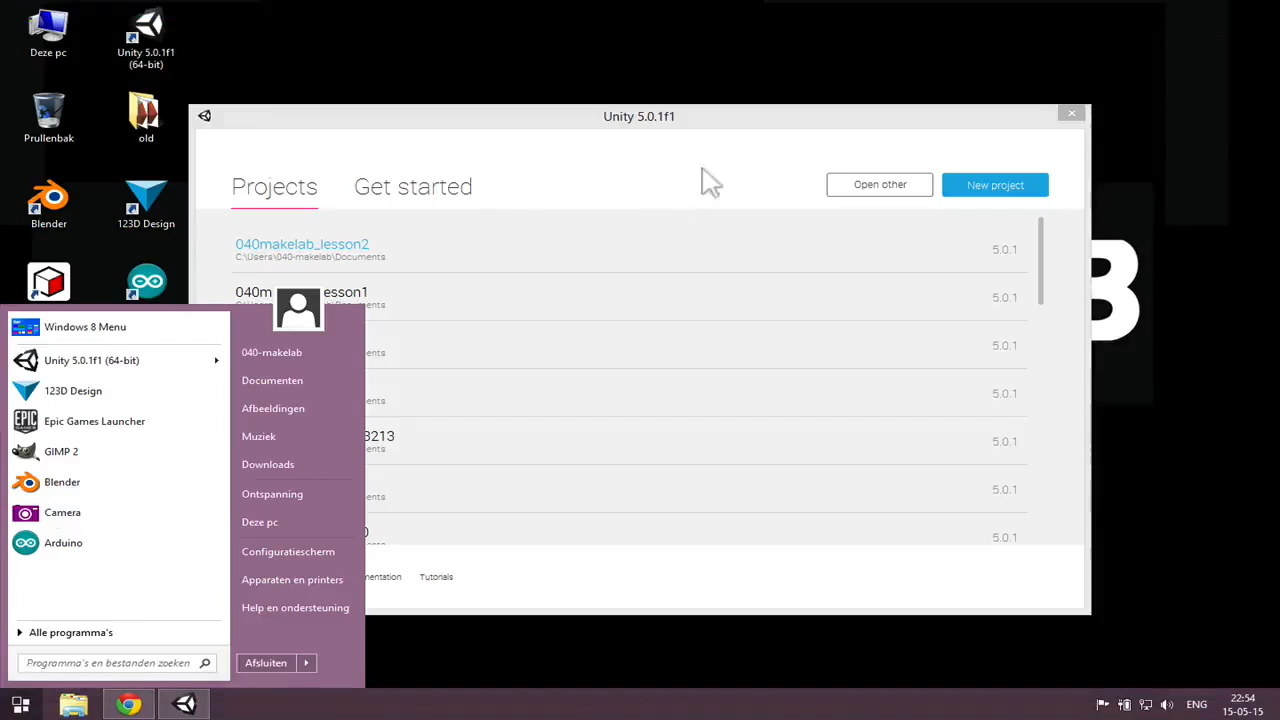 Deze pc
Unity 5.0.1f1
(64-bit)
Prullenbak
old
Blender
123D Design
Unity 5.0.1f1
Projects
Get started
Open other
New project
040makelab_lesson2
C:\Users\040-makelab\Documents
5.0.1
5.0.1
5.0.1
5.0.1
3213
5.0.1
5.0.1
5.0.1
Tutorials
B
Windows 8 Menu
Unity 5.0.1f1 (64-bit)
123D Design
Epic Games Launcher
GIMP 2
Blender
Camera
Arduino
Alle programma's
Programma's en bestanden zoeken
040-makelab
Documenten
Afbeeldingen
Muziek
Downloads
Ontspanning
Deze pc
Configuratiescherm
Apparaten en printers
Help en ondersteuning
Afsluiten
ENG
22:54
15-05-15